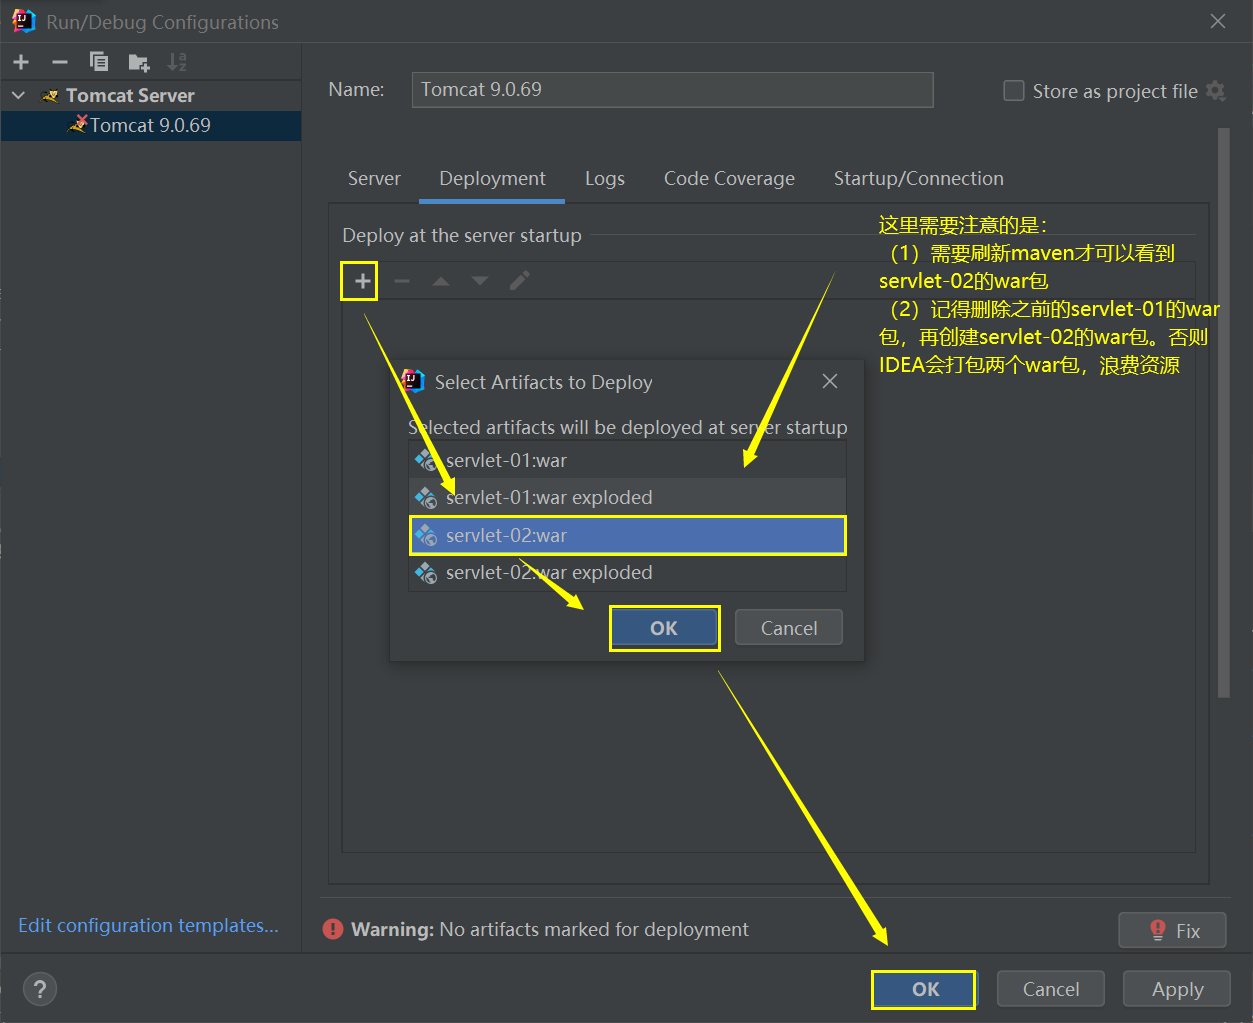 Run/Debug Configurations
Tomcat Server
Tomcat 9.0.69
Name: Tomcat 9.0.69 Store as project file
Server Deployment Logs Code Coverage Startup/Connection
Deploy at the server startup
这里需要注意的是：
（1）需要刷新maven才可以看到
servlet-02的war包
（2）记得删除之前的servlet-01的war
包，再创建servlet-02的war包。否则
IDEA会打包两个war包，浪费资源
Select Artifacts to Deploy
Selected artifacts will be deployed at server startup
servlet-01:war
servlet-01:war exploded
servlet-02:war
servlet-02:war exploded
OK Cancel
Edit configuration templates...
Warning: No artifacts marked for deployment
Fix
?
OK Cancel Apply